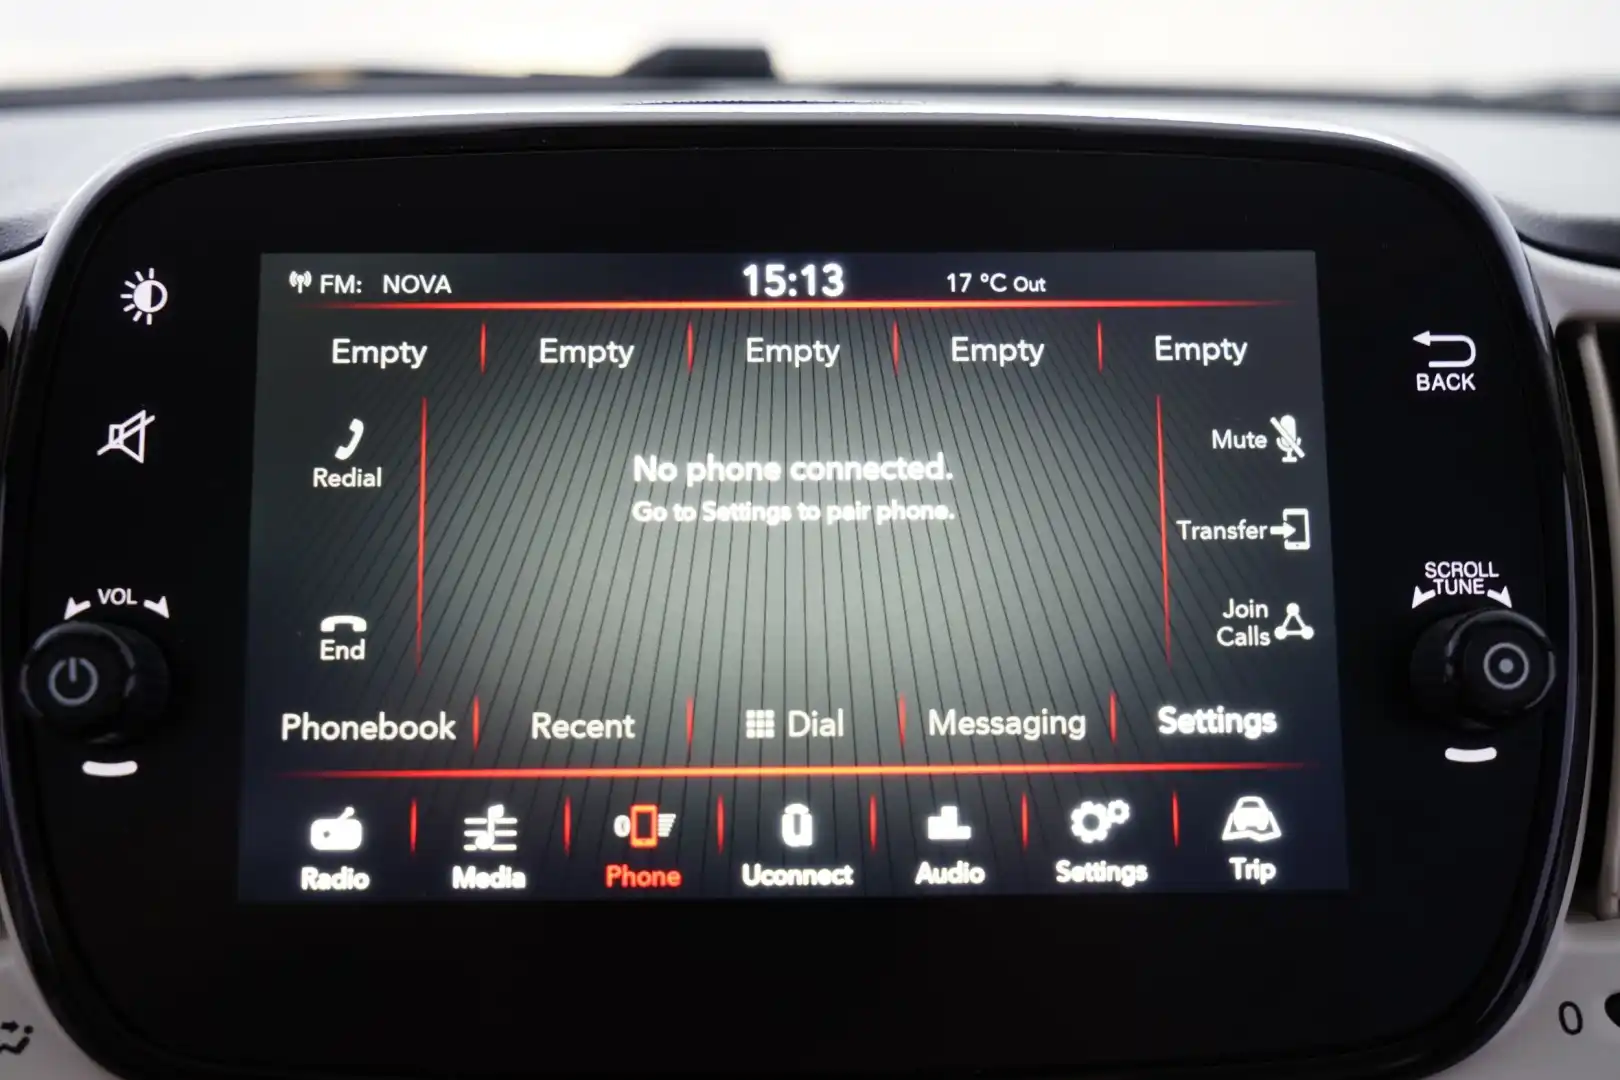 FM: NOVA 15:13 17 °C Out
Empty Empty Empty Empty Empty
BACK
Redial
Mute
No phone connected.
Go to Settings to pair phone.
Transfer
VOL
SCROLL
TUNE
End
Join
Calls
Phonebook Recent Dial Messaging Settings
Radio Media Phone Uconnect Audio Settings Trip
0